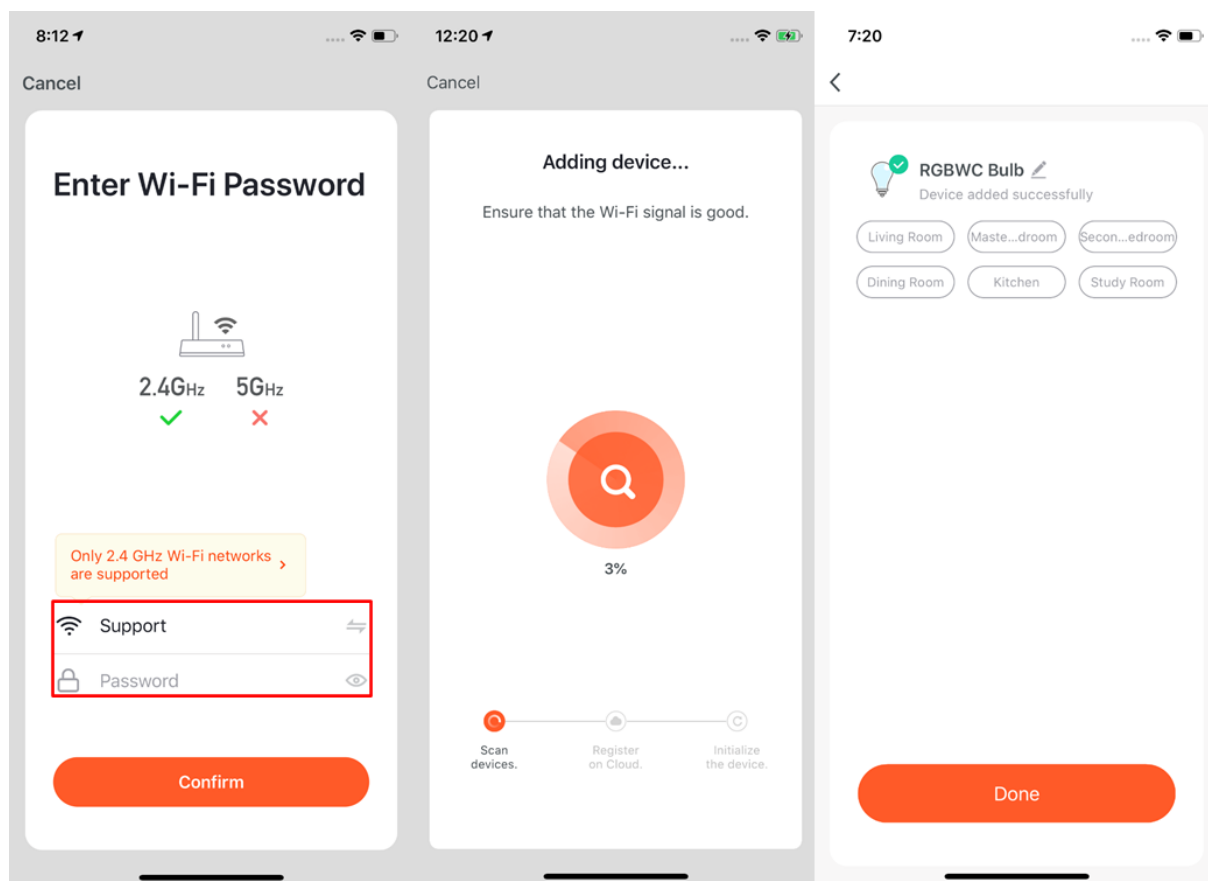 8:12
Cancel
Enter Wi-Fi Password
2.4GHz 5GHz
Only 2.4 GHz Wi-Fi networks
are supported
Support
Password
Confirm
12:20
Cancel
Adding device...
Ensure that the Wi-Fi signal is good.
3%
Scan
devices.
Register
on Cloud.
Initialize
the device.
7:20
RGBWC Bulb
Device added successfully
Living Room Maste...droom Secon...edroom
Dining Room Kitchen Study Room
Done